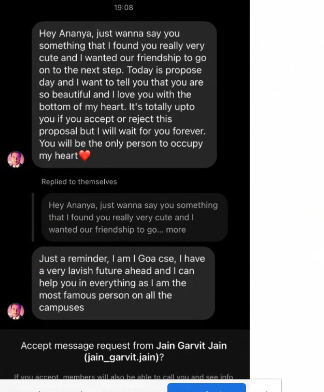 19:08
Hey Ananya, just wanna say you
something that I found you really very
cute and I wanted our friendship to go
on to the next step. Today is propose
day and I want to tell you that you are
so beautiful and I love you with the
bottom of my heart. It's totally upto
you if you accept or reject this
proposal but I will wait for you forever.
You will be the only person to occupy
my heart❤️
Replied to themselves
Hey Ananya, just wanna say you something
that I found you really very cute and I
wanted our friendship to go... more
Just a reminder, I am I Goa cse, I have
a very lavish future ahead and I can
help you in everything as I am the
most famous person on all the
campuses
Accept message request from Jain Garvit Jain
(jain_garvit.jain)?
If you accept, members will also be able to call you and see info